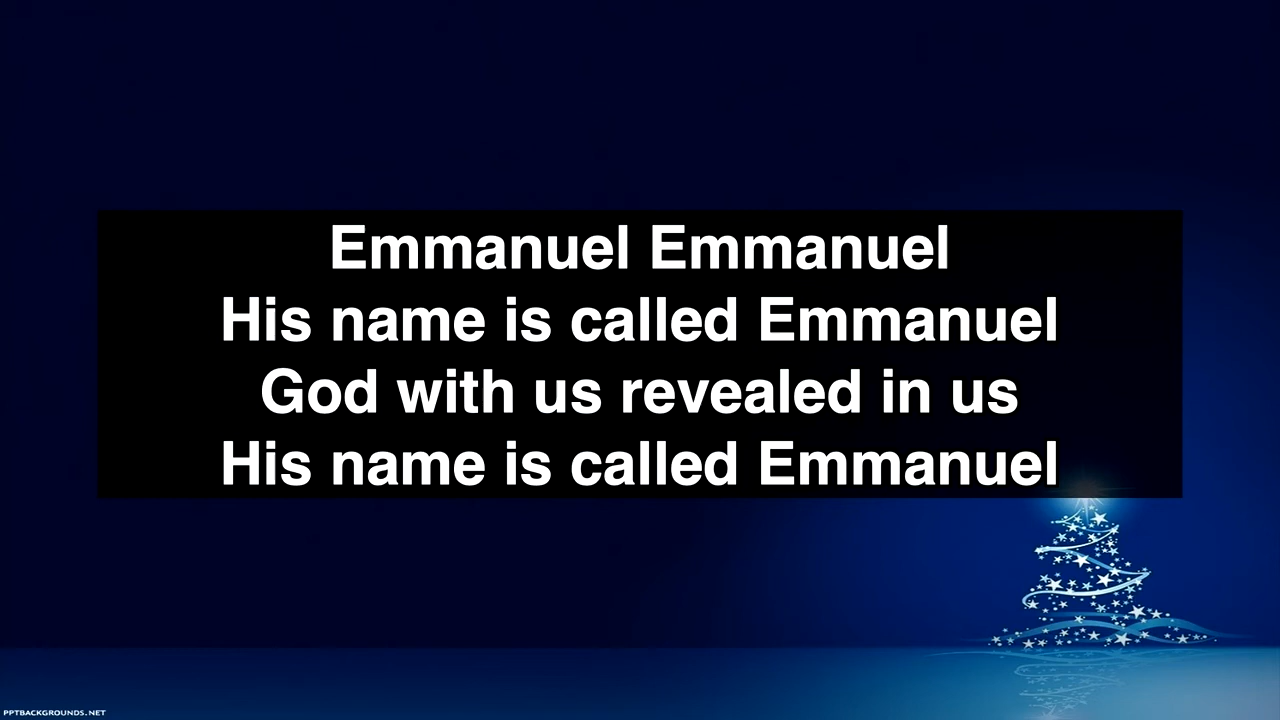 Emmanuel Emmanuel
His name is called Emmanuel
God with us revealed in us
His name is called Emmanuel
PPTBACKGROUNDS.NET